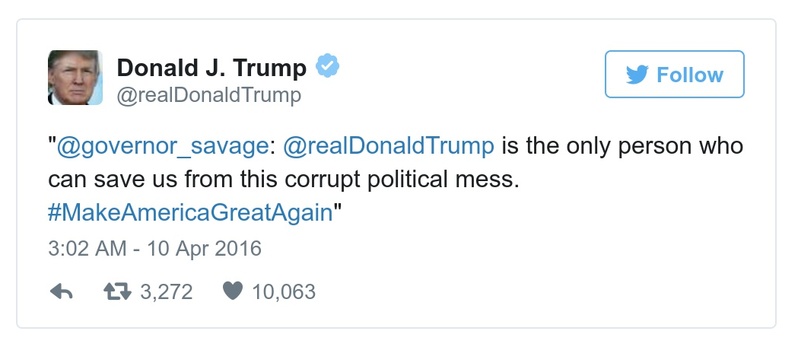 Donald J. Trump
@realDonaldTrump
Follow
"@governor_savage: @realDonaldTrump is the only person who
can save us from this corrupt political mess.
#MakeAmericaGreatAgain"
3:02 AM - 10 Apr 2016
3,272 10,063